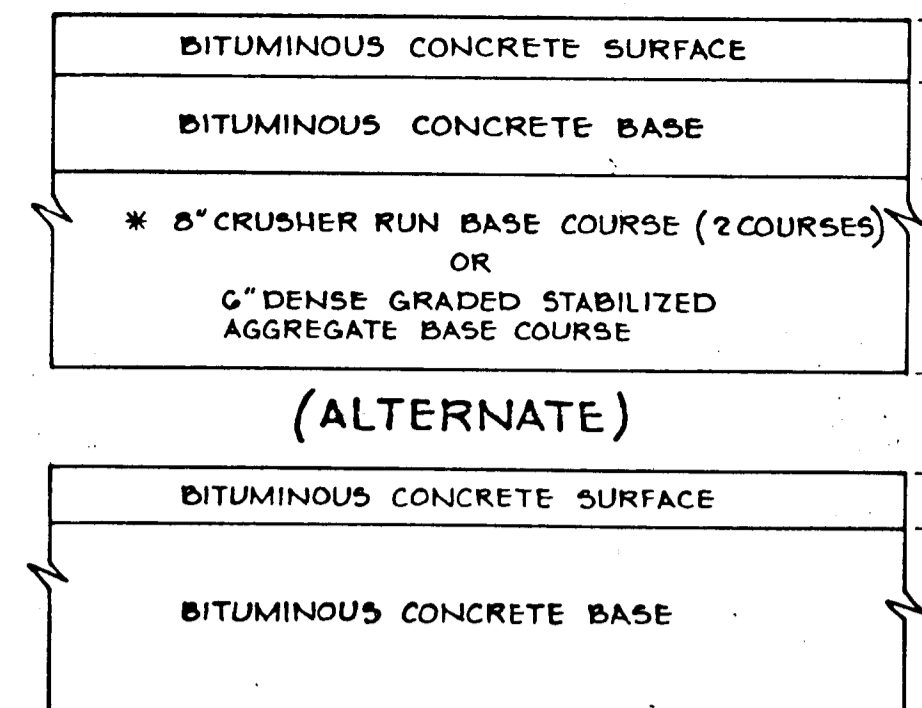 BITUMINOUS CONCRETE SURFACE
BITUMINOUS CONCRETE BASE
* 8" CRUSHER RUN BASE COURSE (2 COURSES)
OR
6" DENSE GRADED STABILIZED
AGGREGATE BASE COURSE
(ALTERNATE)
BITUMINOUS CONCRETE SURFACE
BITUMINOUS CONCRETE BASE